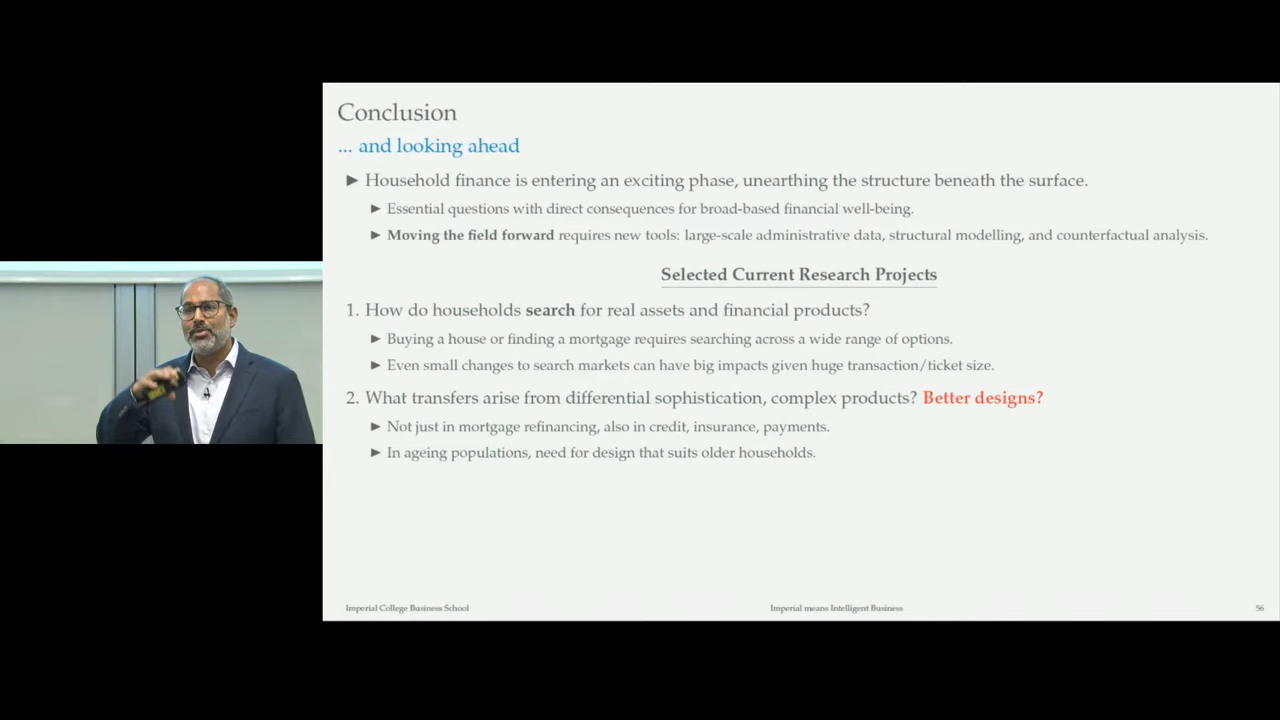 Conclusion
... and looking ahead
► Household finance is entering an exciting phase, unearthing the structure beneath the surface.
► Essential questions with direct consequences for broad-based financial well-being.
► Moving the field forward requires new tools: large-scale administrative data, structural modelling, and counterfactual analysis.
Selected Current Research Projects
1. How do households search for real assets and financial products?
► Buying a house or finding a mortgage requires searching across a wide range of options.
► Even small changes to search markets can have big impacts given huge transaction/ticket size.
2. What transfers arise from differential sophistication, complex products? Better designs?
► Not just in mortgage refinancing, also in credit, insurance, payments.
► In ageing populations, need for design that suits older households.
Imperial College Business School
Imperial means Intelligent Business
56